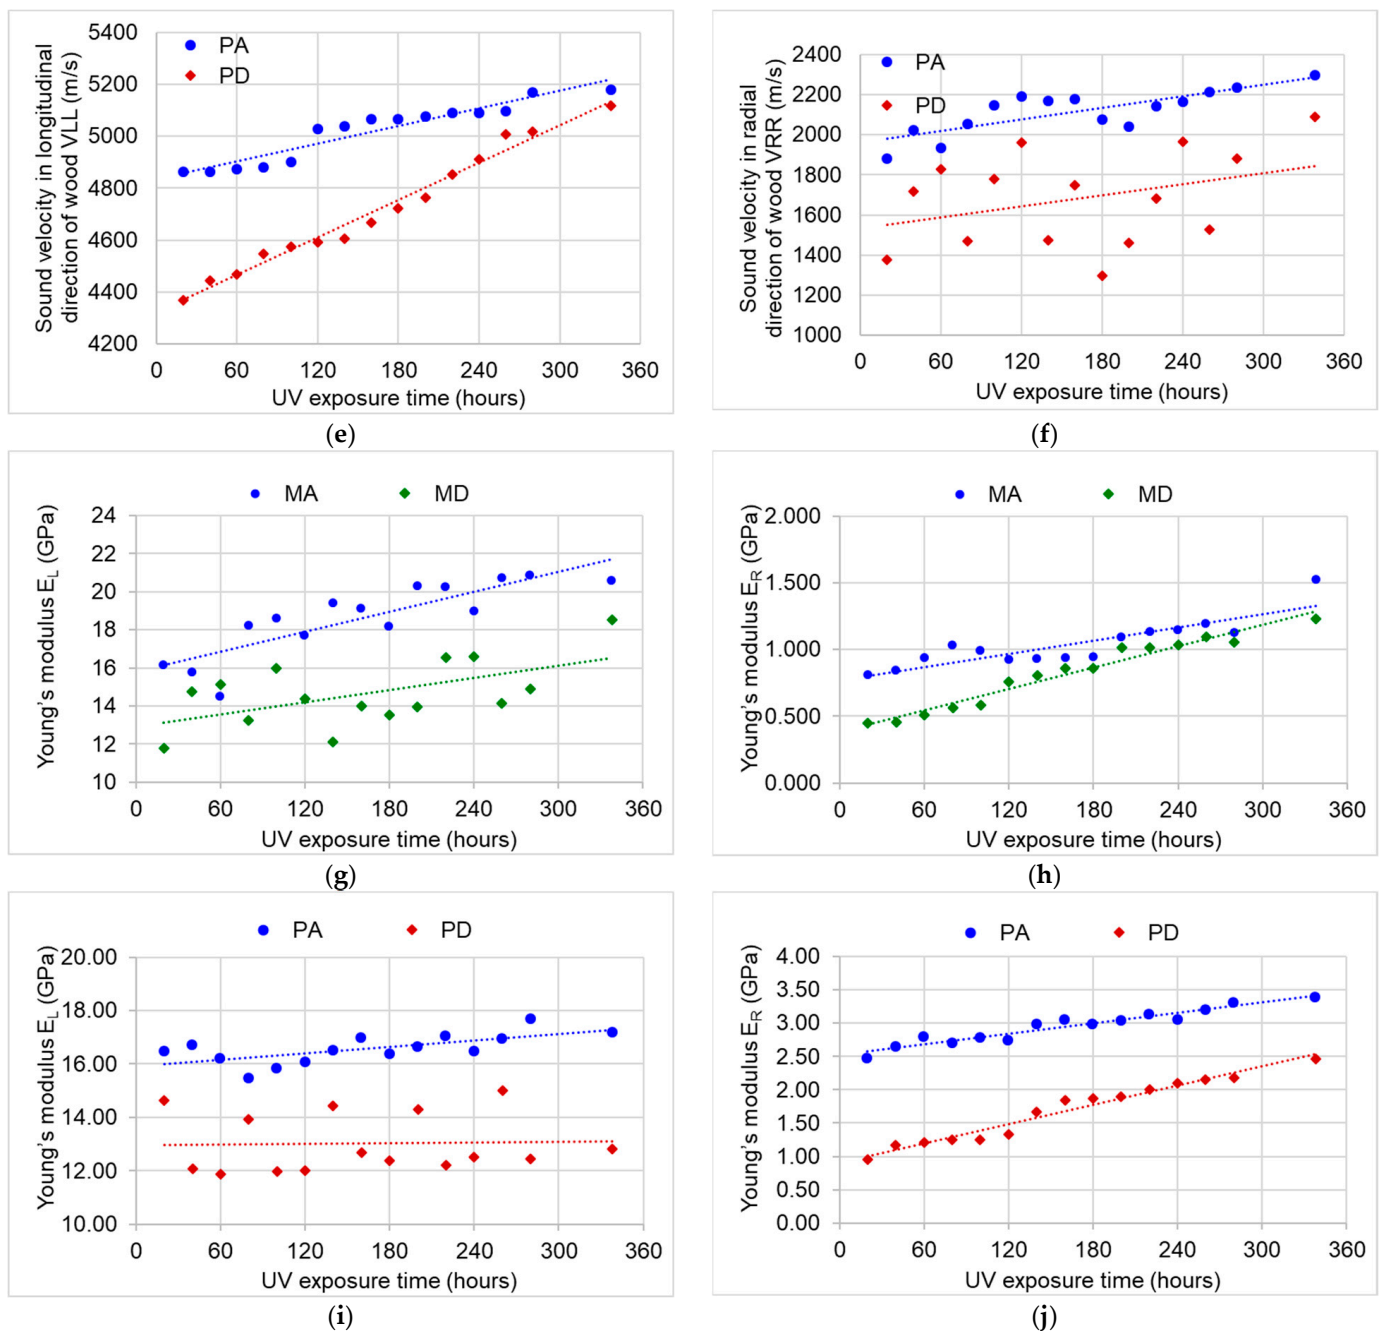 Sound velocity in longitudinal
direction of wood VLL (m/s)
5400
5200
5000
4800
4600
4400
4200
PA
PD
0 60 120 180 240 300 360
UV exposure time (hours)
(e)
Sound velocity in radial
direction of wood VRR (m/s)
2400
2200
2000
1800
1600
1400
1200
1000
PA
PD
0 60 120 180 240 300 360
UV exposure time (hours)
(f)
MA MD
Young's modulus EL (GPa)
24
22
20
18
16
14
12
10
0 60 120 180 240 300 360
UV exposure time (hours)
(g)
MA MD
Young's modulus ER (GPa)
2.000
1.500
1.000
0.500
0.000
0 60 120 180 240 300 360
UV exposure time (hours)
(h)
PA PD
Young's modulus EL (GPa)
20.00
18.00
16.00
14.00
12.00
10.00
0 60 120 180 240 300 360
UV exposure time (hours)
(i)
PA PD
Young's modulus ER (GPa)
4.00
3.50
3.00
2.50
2.00
1.50
1.00
0.50
0.00
0 60 120 180 240 300 360
UV exposure time (hours)
(j)